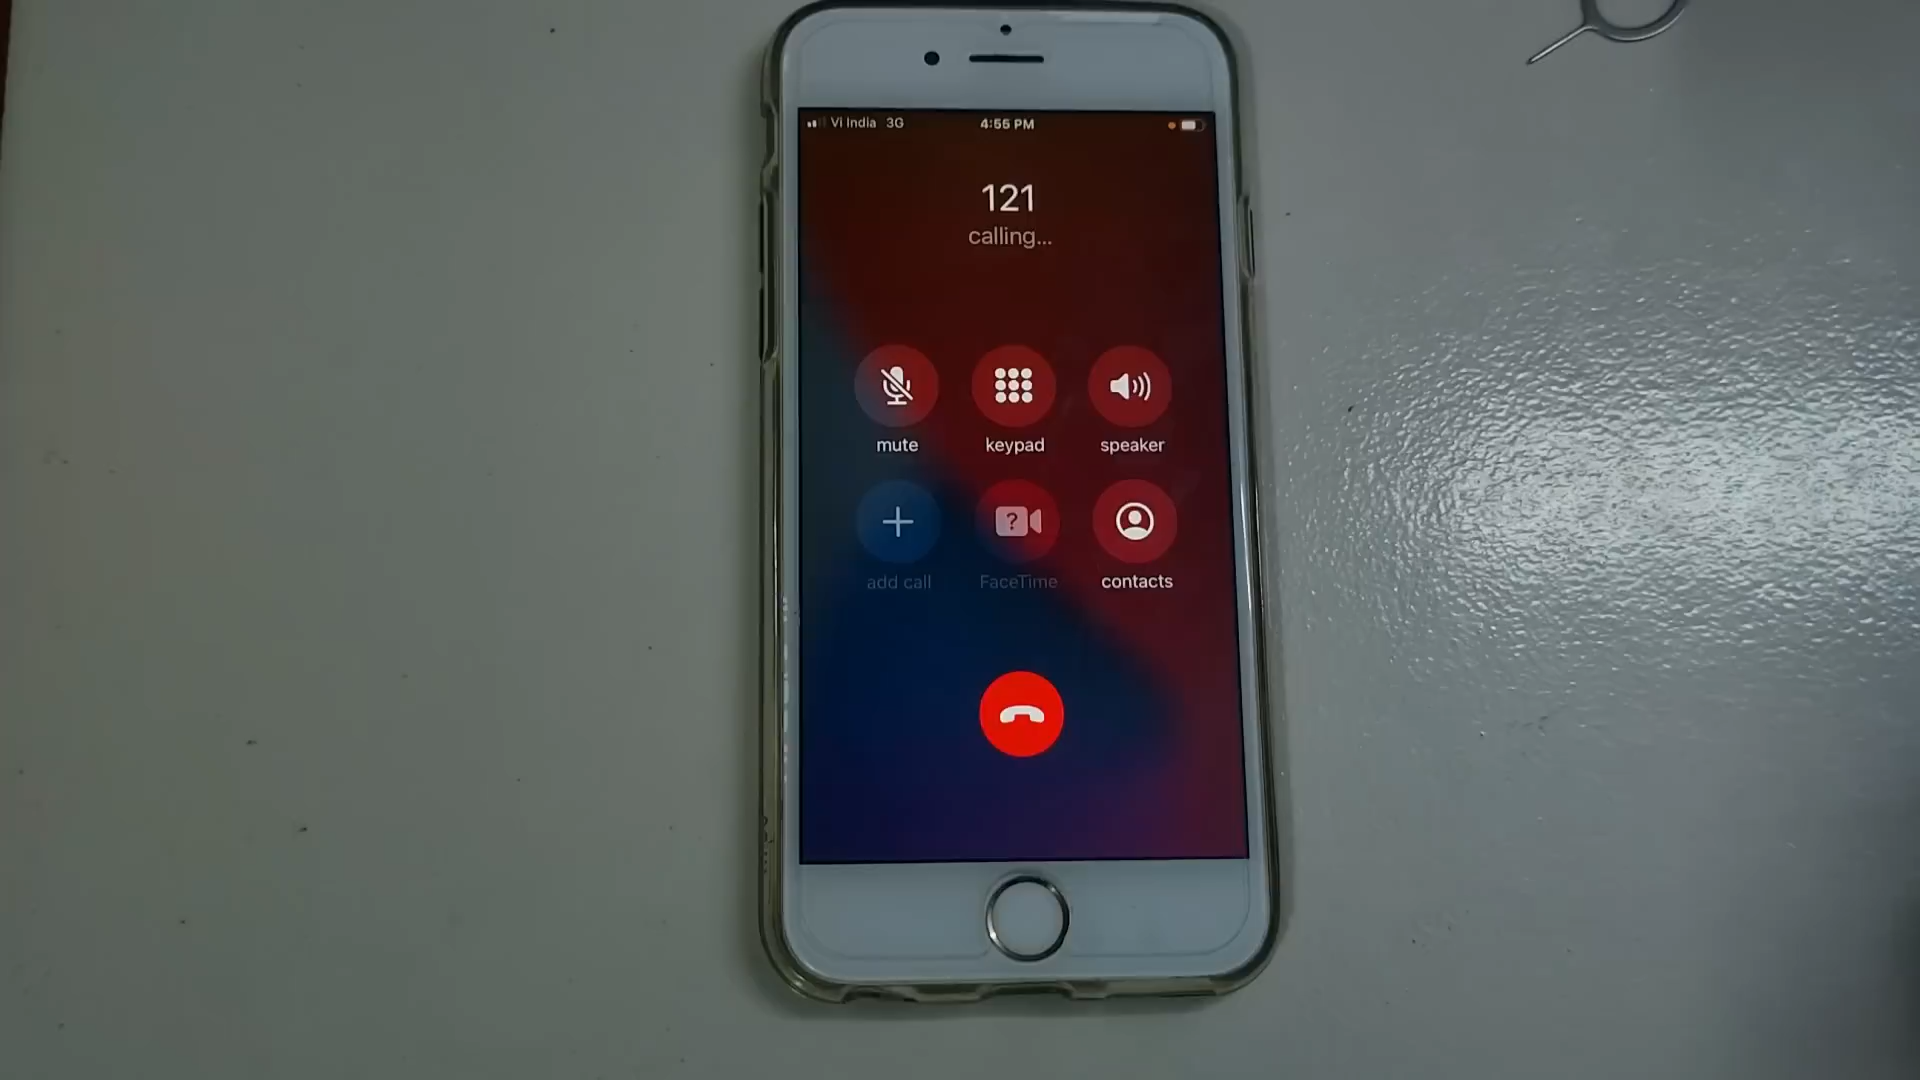 Vi India 3G 4:55 PM
121
calling...
mute keypad speaker
add call FaceTime contacts